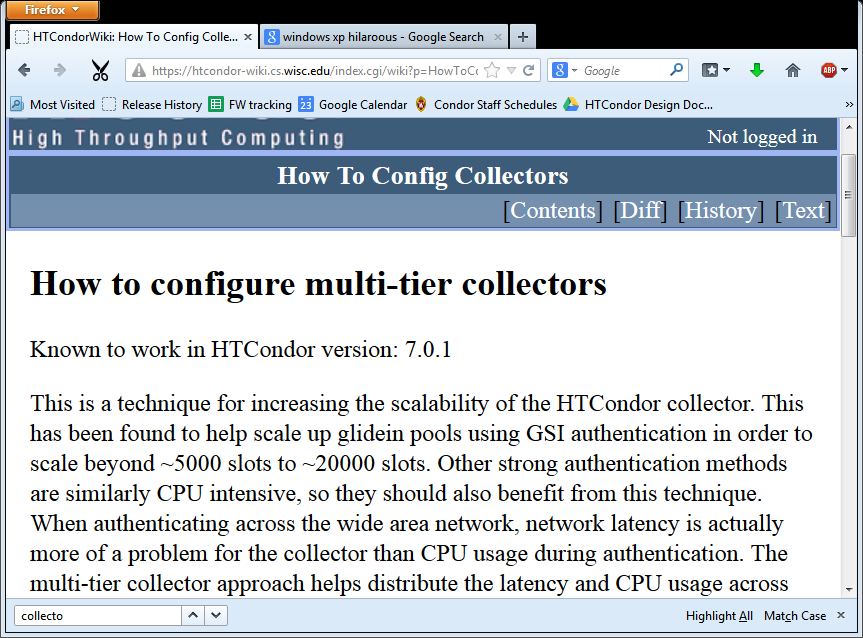 Firefox
HTCondorWiki: How To Config Colle...
windows xp hilaroous - Google Search
https://htcondor-wiki.cs.wisc.edu/index.cgi/wiki?p=HowToCo
Google
ABP
Most Visited
Release History
FW tracking
23
Google Calendar
Condor Staff Schedules
HTCondor Design Doc...
High Throughput Computing
Not logged in
How To Config Collectors
[Contents] [Diff] [History] [Text]
How to configure multi-tier collectors
Known to work in HTCondor version: 7.0.1
This is a technique for increasing the scalability of the HTCondor collector. This
has been found to help scale up glidein pools using GSI authentication in order to
scale beyond ~5000 slots to ~20000 slots. Other strong authentication methods
are similarly CPU intensive, so they should also benefit from this technique.
When authenticating across the wide area network, network latency is actually
more of a problem for the collector than CPU usage during authentication. The
multi-tier collector approach helps distribute the latency and CPU usage across
collecto
Highlight All
Match Case